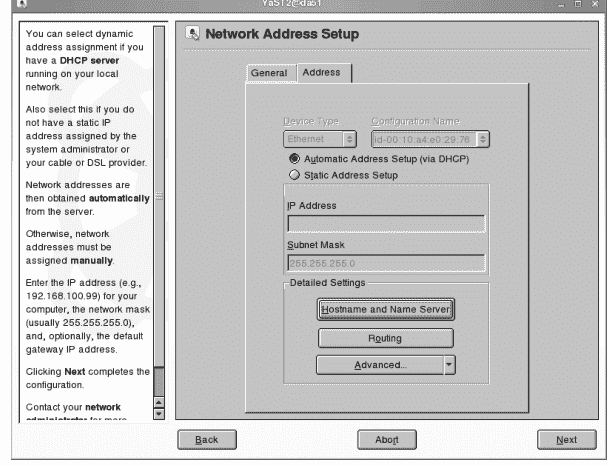 YaST2@da51
You can select dynamic
address assignment if you
have a DHCP server
running on your local
network.
Also select this if you do
not have a static IP
address assigned by the
system administrator or
your cable or DSL provider.
Network addresses are
then obtained automatically
from the server.
Otherwise, network
addresses must be
assigned manually.
Enter the IP address (e.g.,
192.168.100.99) for your
computer, the network mask
(usually 255.255.255.0),
and, optionally, the default
gateway IP address.
Clicking Next completes the
configuration.
Contact your network
administrator for more
Network Address Setup
General Address
Device Type Configuration Name
Ethernet id-00:10:a4:e0:29:76
Automatic Address Setup (via DHCP)
Static Address Setup
IP Address
Subnet Mask
255.255.255.0
Detailed Settings
Hostname and Name Server
Routing
Advanced...
Back Abort Next